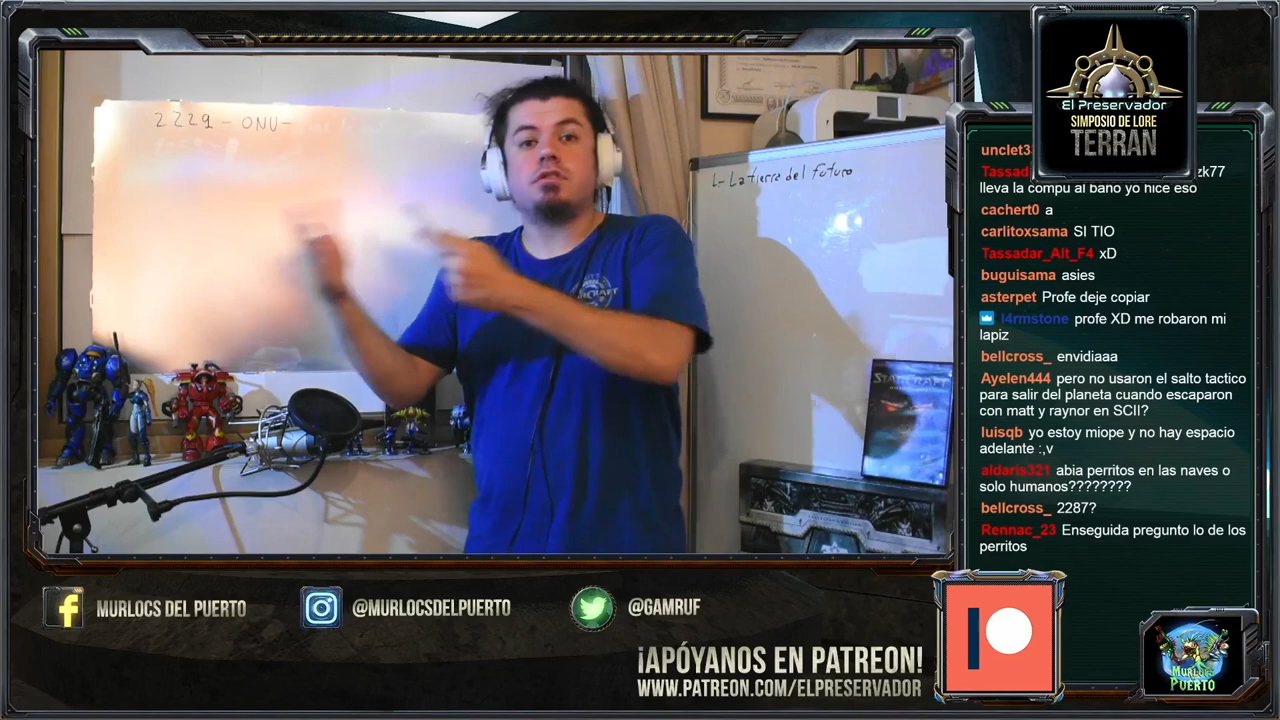 2229 - ONU -
1- La tierra del futuro
STARCRAFT
El Preservador
SIMPOSIO DE LORE
TERRAN
unclet3
Tassad zk77
lleva la compu al baño yo hice eso
cachert0 a
carlitoxsama SI TIO
Tassadar_Alt_F4 xD
buguisama asies
asterpet Profe deje copiar
l4rmstone profe XD me robaron mi
lapiz
bellcross_ envidiaaa
Ayelen444 pero no usaron el salto tactico
para salir del planeta cuando escaparon
con matt y raynor en SCII?
luisqb yo estoy miope y no hay espacio
adelante :,v
aldaris321 abia perritos en las naves o
solo humanos????????
bellcross_ 2287?
Rennac_23 Enseguida pregunto lo de los
perritos
MURLOCS DEL PUERTO
@MURLOCSDELPUERTO
@GAMRUF
¡APÓYANOS EN PATREON!
WWW.PATREON.COM/ELPRESERVADOR
MURLOCS
PUERTO